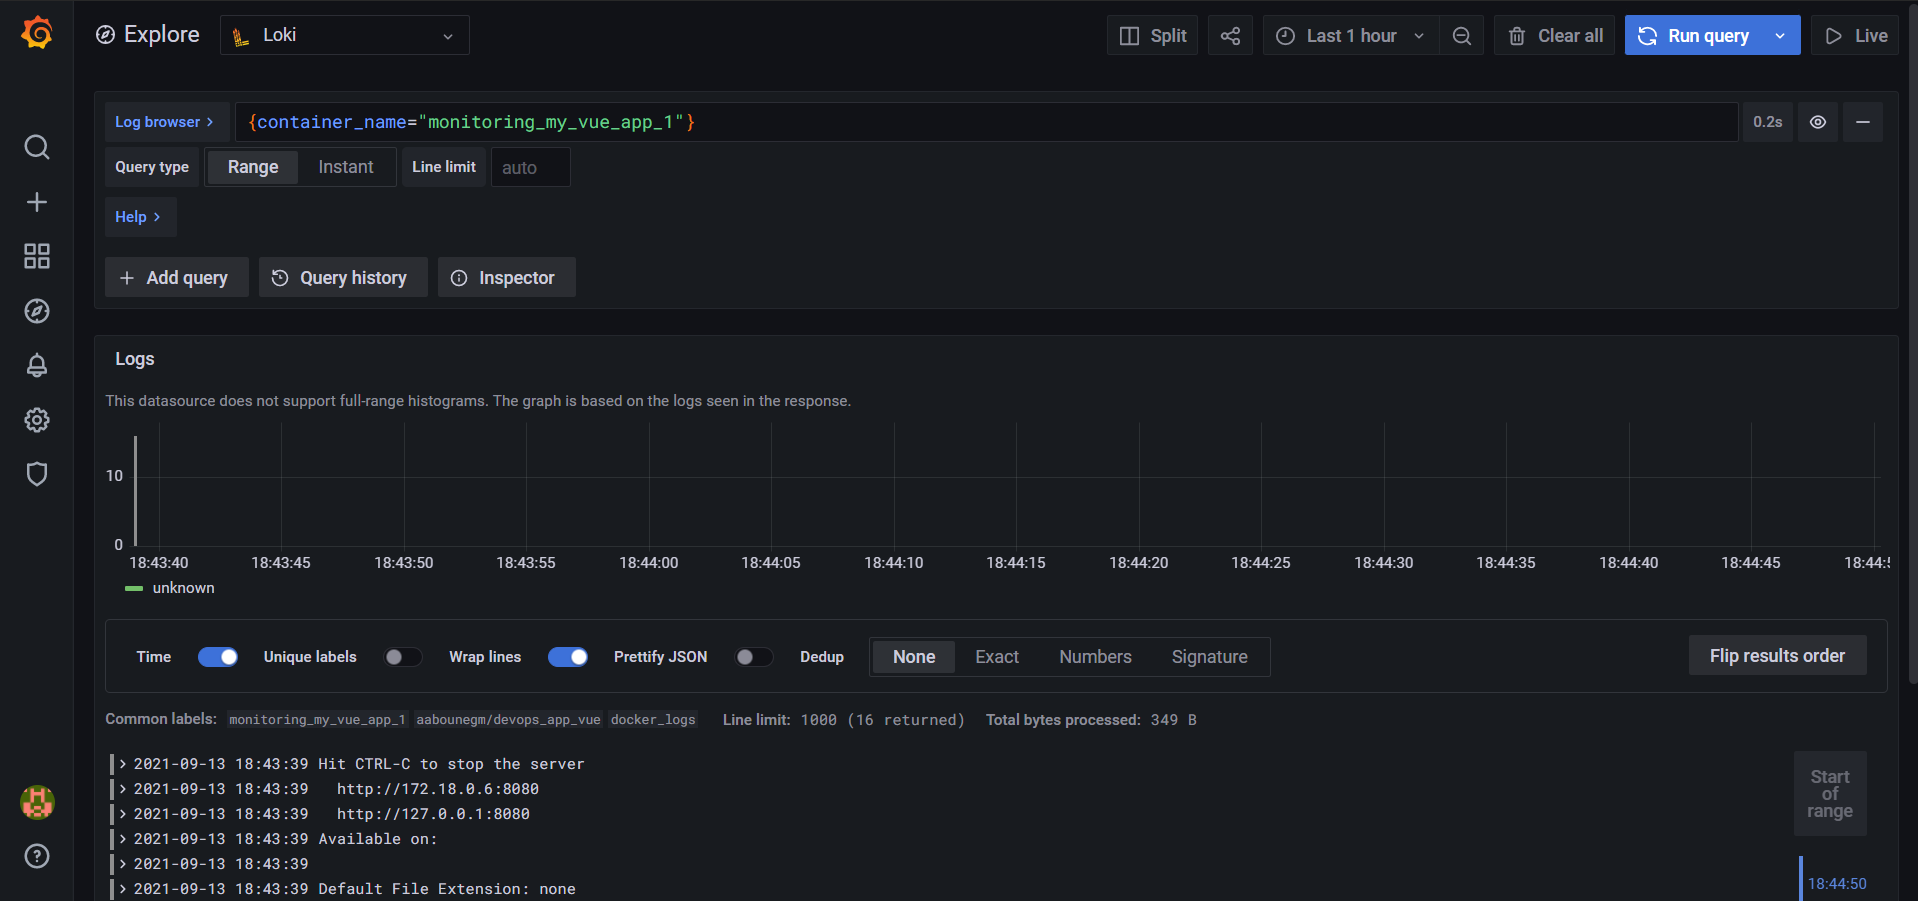 Explore Loki Split Last 1 hour Clear all Run query Live
Log browser > {container_name="monitoring_my_vue_app_1"} 0.2s
Query type Range Instant Line limit auto
Help >
+ Add query Query history Inspector
Logs
This datasource does not support full-range histograms. The graph is based on the logs seen in the response.
10
0
18:43:40 18:43:45 18:43:50 18:43:55 18:44:00 18:44:05 18:44:10 18:44:15 18:44:20 18:44:25 18:44:30 18:44:35 18:44:40 18:44:45 18:44:5
unknown
Time Unique labels Wrap lines Prettify JSON Dedup None Exact Numbers Signature Flip results order
Common labels: monitoring_my_vue_app_1 aabounegm/devops_app_vue docker_logs Line limit: 1000 (16 returned) Total bytes processed: 349 B
> 2021-09-13 18:43:39 Hit CTRL-C to stop the server
> 2021-09-13 18:43:39 http://172.18.0.6:8080
> 2021-09-13 18:43:39 http://127.0.0.1:8080
> 2021-09-13 18:43:39 Available on:
> 2021-09-13 18:43:39
> 2021-09-13 18:43:39 Default File Extension: none
Start
of
range
18:44:50